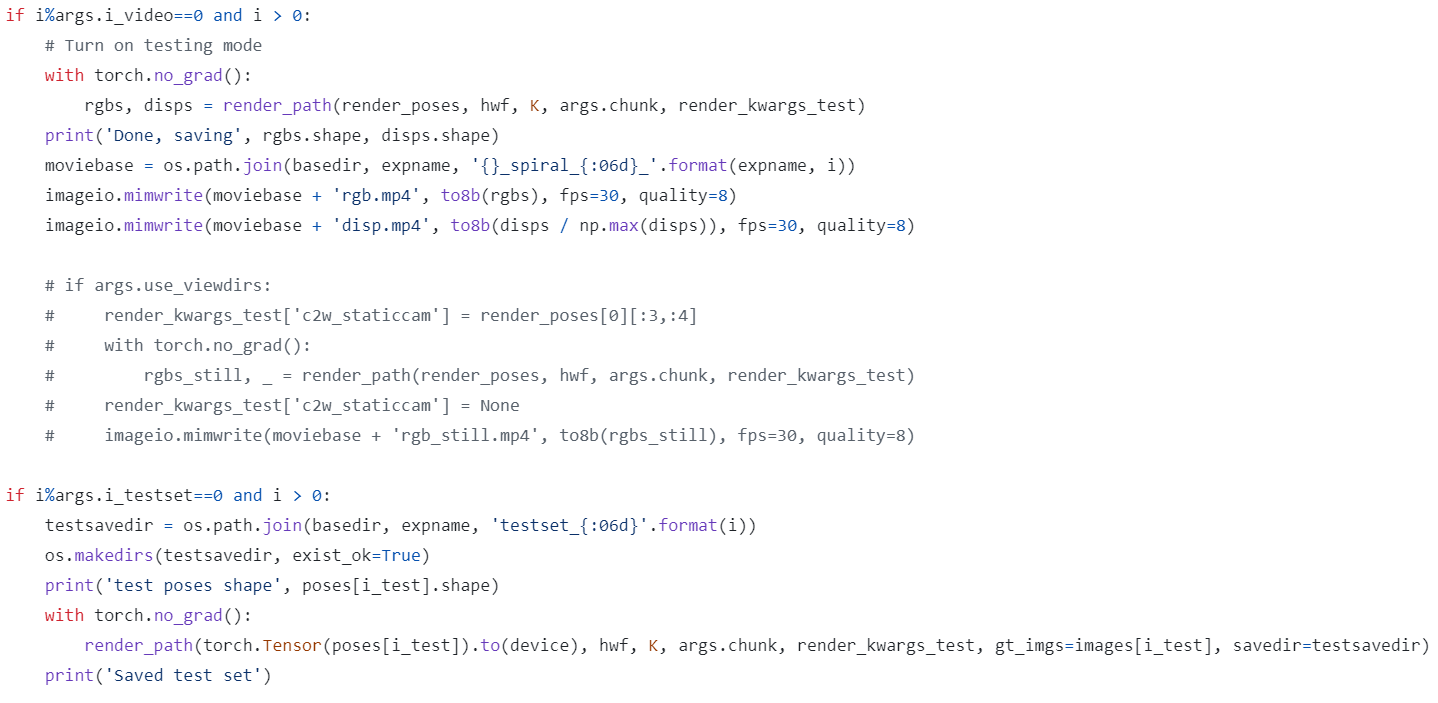 if i%args.i_video==0 and i > 0:
    # Turn on testing mode
    with torch.no_grad():
        rgbs, disps = render_path(render_poses, hwf, K, args.chunk, render_kwargs_test)
    print('Done, saving', rgbs.shape, disps.shape)
    moviebase = os.path.join(basedir, expname, '{}_spiral_{:06d}_'.format(expname, i))
    imageio.mimwrite(moviebase + 'rgb.mp4', to8b(rgbs), fps=30, quality=8)
    imageio.mimwrite(moviebase + 'disp.mp4', to8b(disps / np.max(disps)), fps=30, quality=8)

    # if args.use_viewdirs:
    #     render_kwargs_test['c2w_staticcam'] = render_poses[0][:3,:4]
    #     with torch.no_grad():
    #         rgbs_still, _ = render_path(render_poses, hwf, args.chunk, render_kwargs_test)
    #     render_kwargs_test['c2w_staticcam'] = None
    #     imageio.mimwrite(moviebase + 'rgb_still.mp4', to8b(rgbs_still), fps=30, quality=8)

if i%args.i_testset==0 and i > 0:
    testsavedir = os.path.join(basedir, expname, 'testset_{:06d}'.format(i))
    os.makedirs(testsavedir, exist_ok=True)
    print('test poses shape', poses[i_test].shape)
    with torch.no_grad():
        render_path(torch.Tensor(poses[i_test]).to(device), hwf, K, args.chunk, render_kwargs_test, gt_imgs=images[i_test], savedir=testsavedir)
    print('Saved test set')